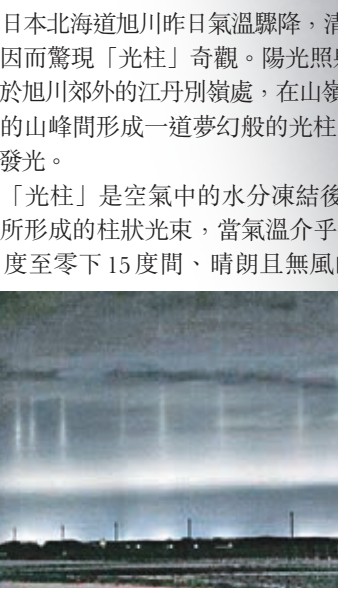 日本北海道旭川昨日氣溫驟降，清
因而驚現「光柱」奇觀。陽光照
於旭川郊外的江丹別嶺處，在山嶺
的山峰間形成一道夢幻般的光柱
發光。
「光柱」是空氣中的水分凍結後
所形成的柱狀光束，當氣溫介乎
度至零下15度間、晴朗且無風